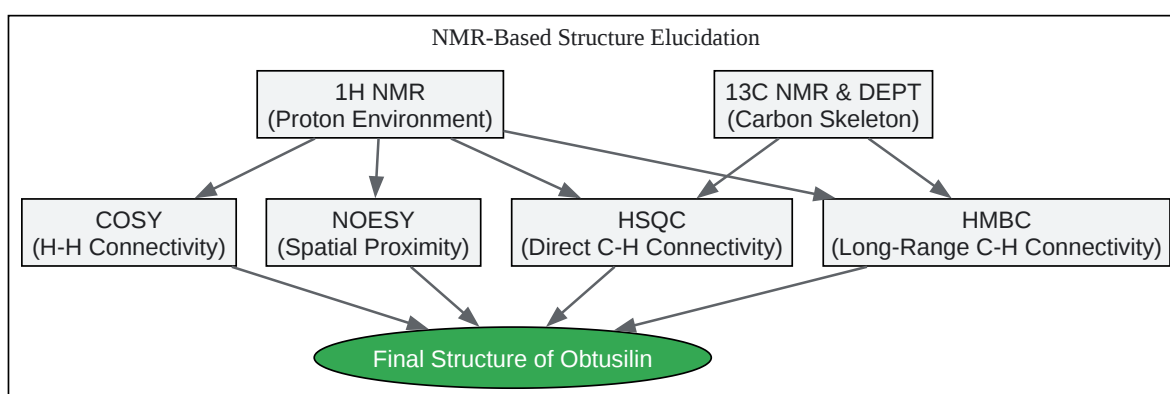 NMR-Based Structure Elucidation
1H NMR
(Proton Environment)
13C NMR & DEPT
(Carbon Skeleton)
COSY
(H-H Connectivity)
NOESY
(Spatial Proximity)
HSQC
(Direct C-H Connectivity)
HMBC
(Long-Range C-H Connectivity)
Final Structure of Obtusilin